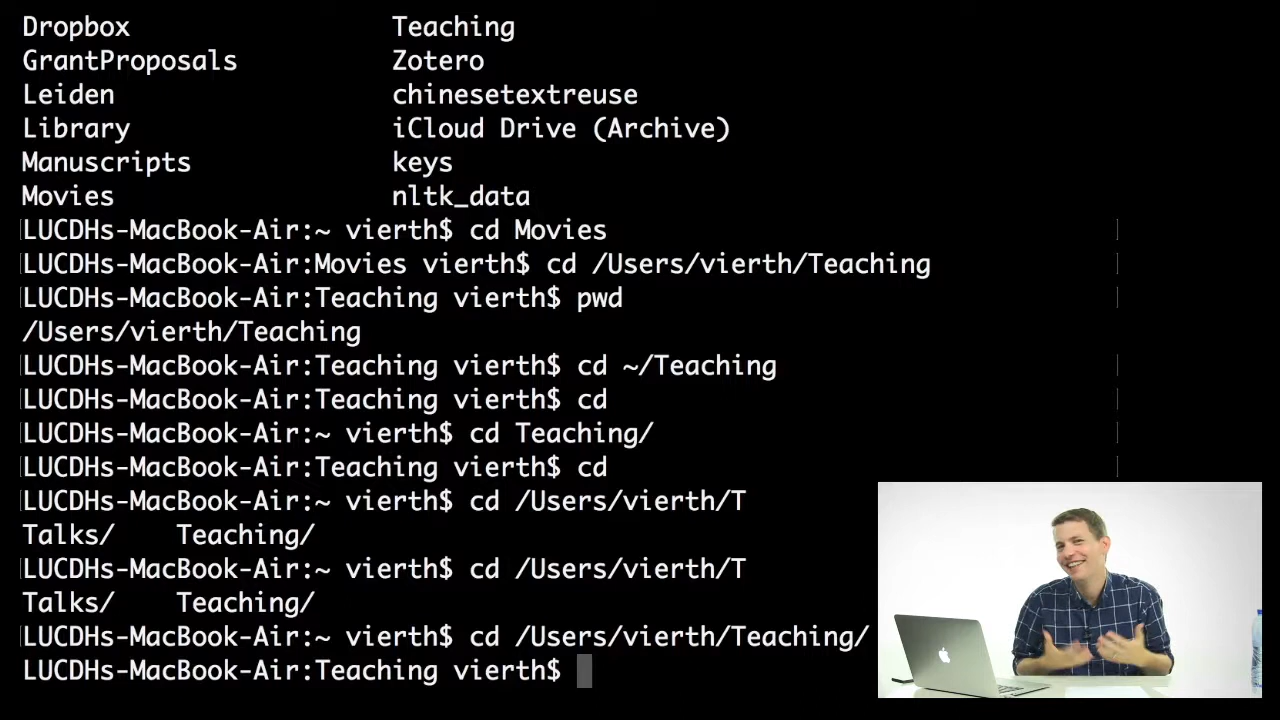 Dropbox Teaching
GrantProposals Zotero
Leiden chinesetextreuse
Library iCloud Drive (Archive)
Manuscripts keys
Movies nltk_data
LUCDHs-MacBook-Air:~ vierth$ cd Movies
LUCDHs-MacBook-Air:Movies vierth$ cd /Users/vierth/Teaching
LUCDHs-MacBook-Air:Teaching vierth$ pwd
/Users/vierth/Teaching
LUCDHs-MacBook-Air:Teaching vierth$ cd ~/Teaching
LUCDHs-MacBook-Air:Teaching vierth$ cd
LUCDHs-MacBook-Air:~ vierth$ cd Teaching/
LUCDHs-MacBook-Air:Teaching vierth$ cd
LUCDHs-MacBook-Air:~ vierth$ cd /Users/vierth/T
Talks/ Teaching/
LUCDHs-MacBook-Air:~ vierth$ cd /Users/vierth/T
Talks/ Teaching/
LUCDHs-MacBook-Air:~ vierth$ cd /Users/vierth/Teaching/
LUCDHs-MacBook-Air:Teaching vierth$